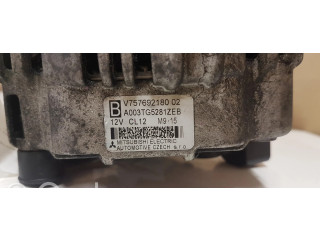 B
V757692180 02
A003TG5281ZEB
12V CL12 M9-15
MITSUBISHI ELECTRIC
AUTOMOTIVE CZECH s.r.o.